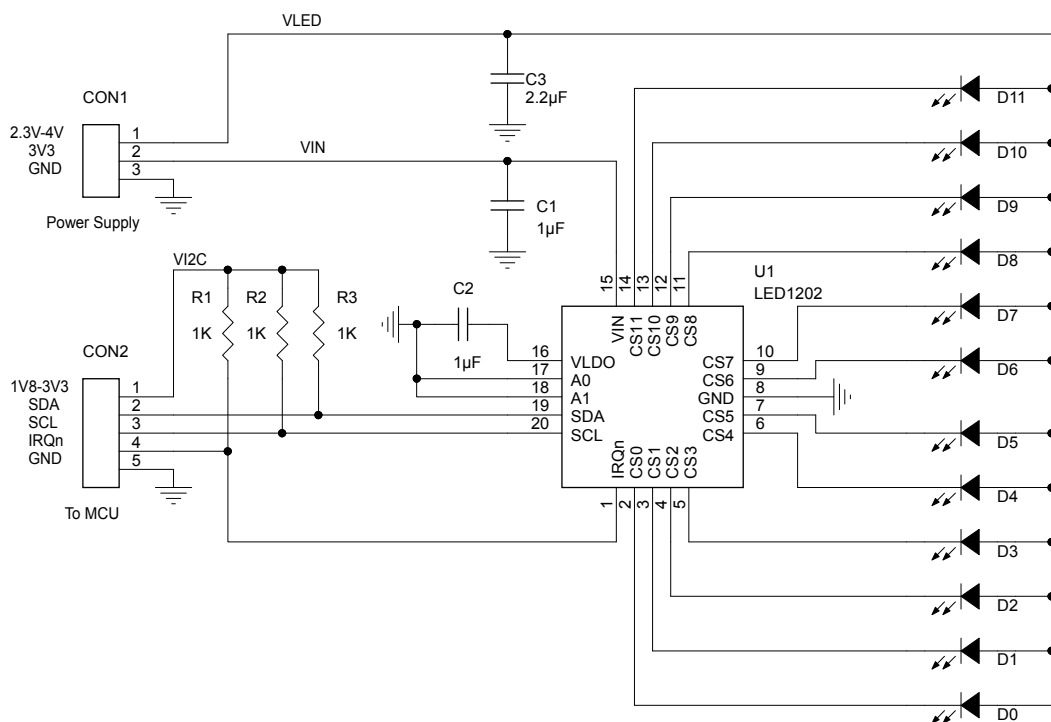 VLED
C3
2.2µF
D11
CON1
2.3V-4V
3V3
GND
1
2
3
Power Supply
VIN
D10
C1
1µF
D9
VI2C
D8
R1
1K
R2
1K
R3
1K
C2
1µF
U1
LED1202
15
14
13
12
11
VIN
CS11
CS10
CS9
CS8
D7
16
17
18
19
20
VLDO
A0
A1
SDA
SCL
CS7
CS6
GND
CS5
CS4
10
9
8
7
6
D6
CON2
1V8-3V3
SDA
SCL
IRQn
GND
1
2
3
4
5
To MCU
D5
IRQn
CS0
CS1
CS2
CS3
1
2
3
4
5
D4
D3
D2
D1
D0